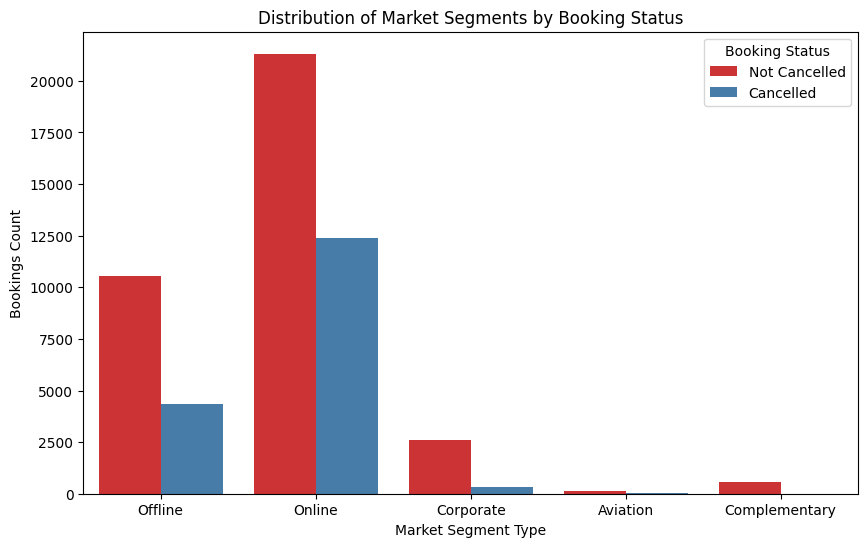 Distribution of Market Segments by Booking Status
Booking Status
Not Cancelled
Cancelled
Bookings Count
20000
17500
15000
12500
10000
7500
5000
2500
0
Offline
Online
Corporate
Aviation
Complementary
Market Segment Type